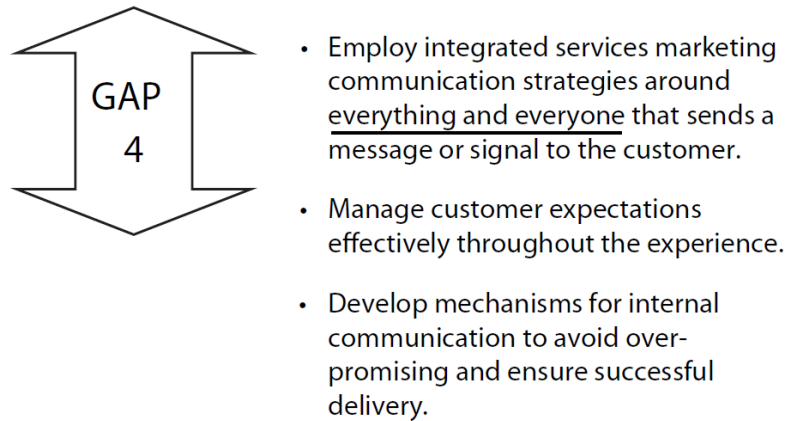 GAP
4
• Employ integrated services marketing
communication strategies around
everything and everyone that sends a
message or signal to the customer.
• Manage customer expectations
effectively throughout the experience.
• Develop mechanisms for internal
communication to avoid over-
promising and ensure successful
delivery.